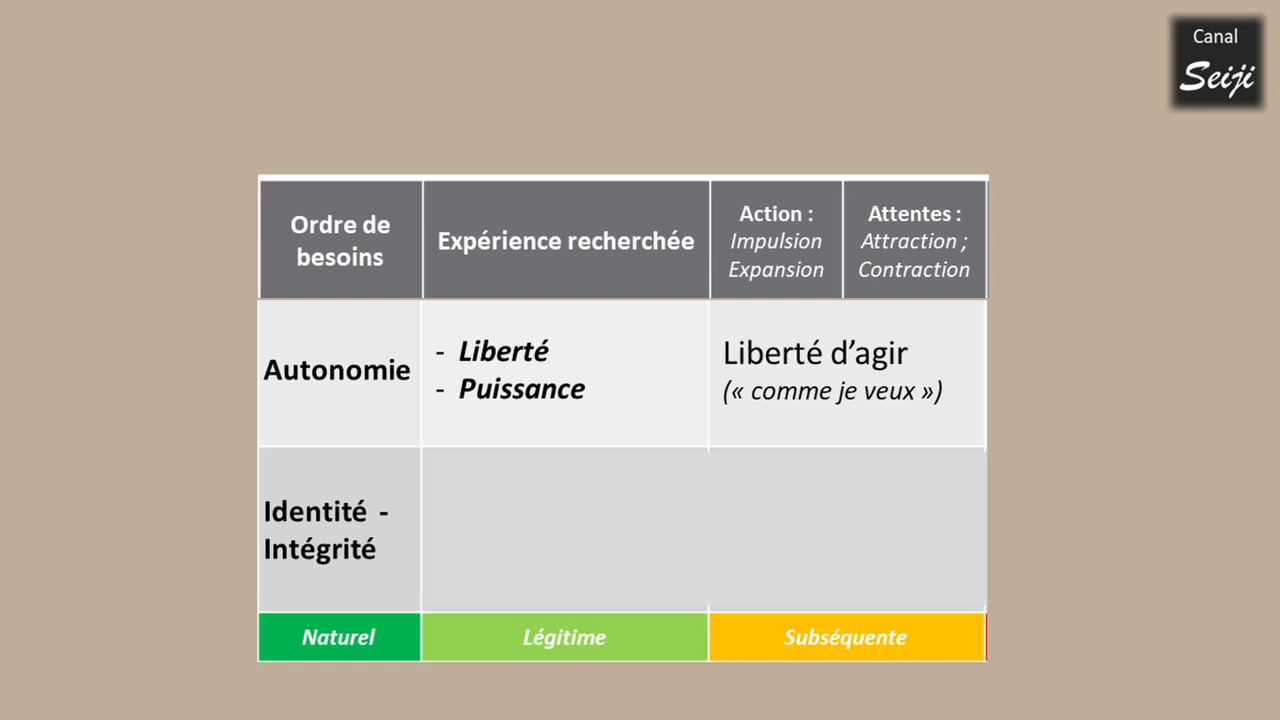 Canal
Seiji
Ordre de
besoins
Expérience recherchée
Action :
Impulsion
Expansion
Attentes :
Attraction ;
Contraction
Autonomie
- Liberté
- Puissance
Liberté d’agir
(« comme je veux »)
Identité -
Intégrité
Naturel
Légitime
Subséquente